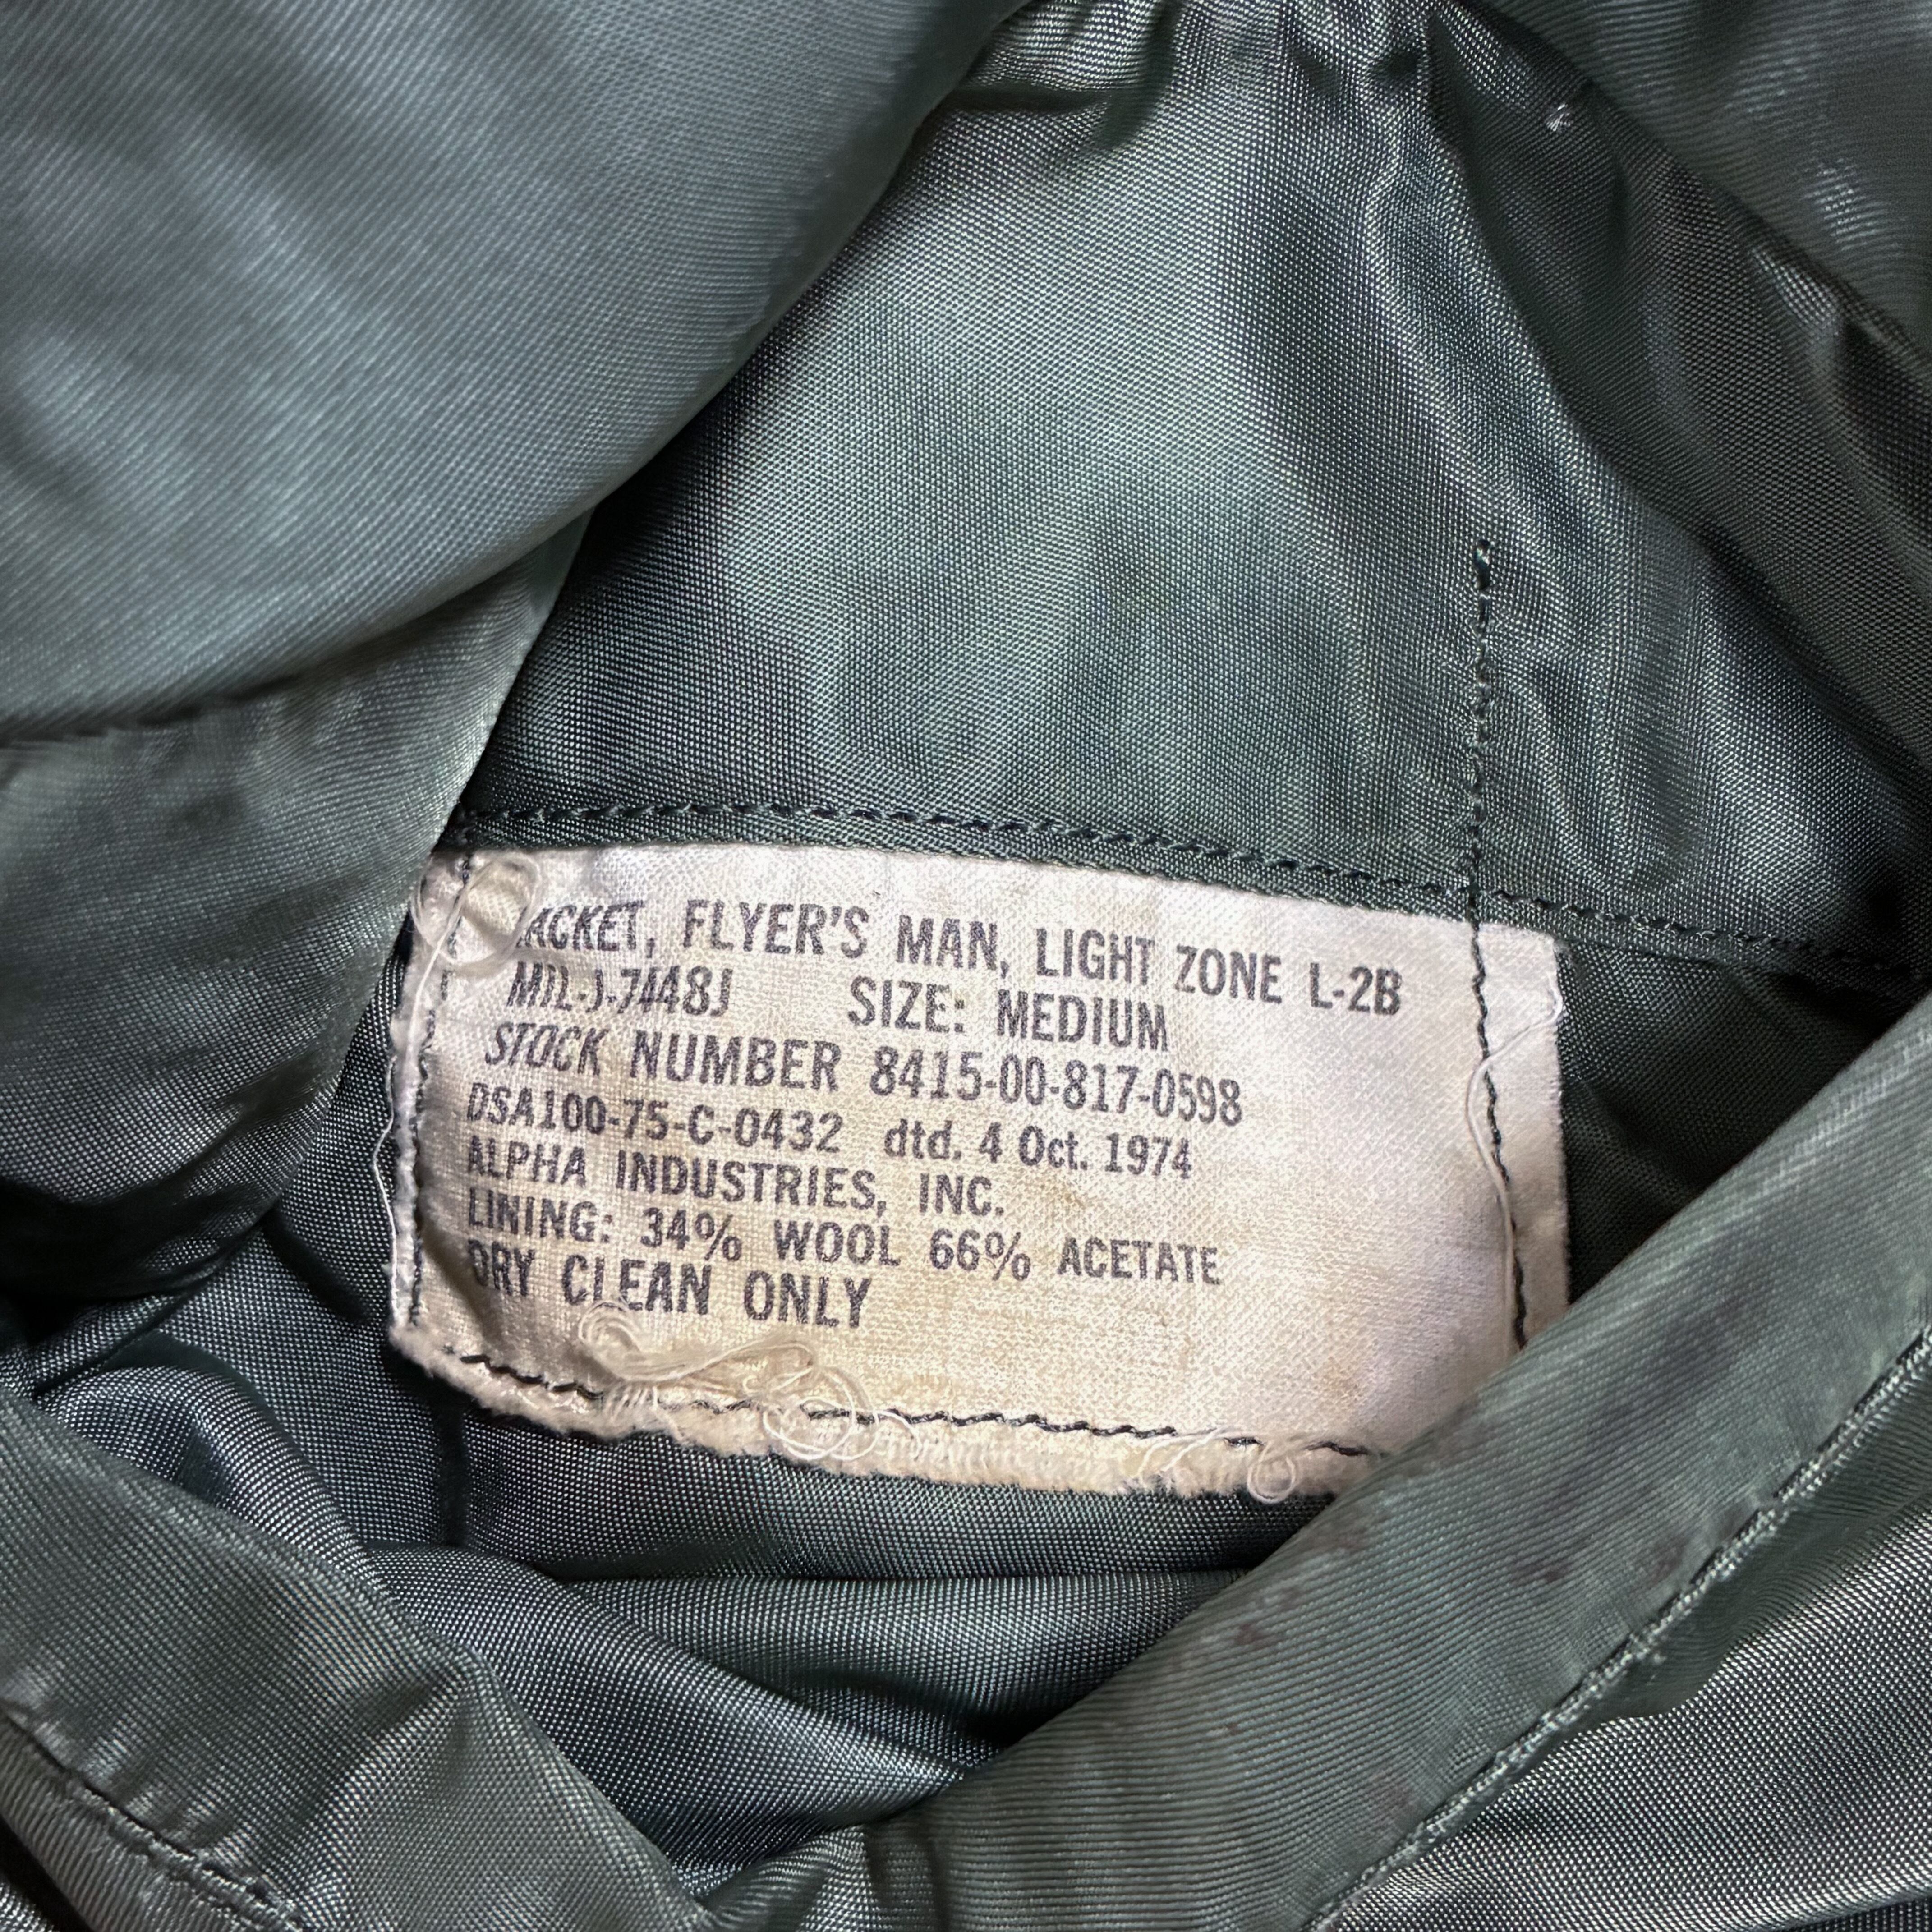 JACKET, FLYER'S MAN, LIGHT ZONE L-2B
MIL-J-7448J SIZE: MEDIUM
STOCK NUMBER 8415-00-817-0598
DSA100-75-C-0432 dtd. 4 Oct. 1974
ALPHA INDUSTRIES, INC.
LINING: 34% WOOL 66% ACETATE
DRY CLEAN ONLY